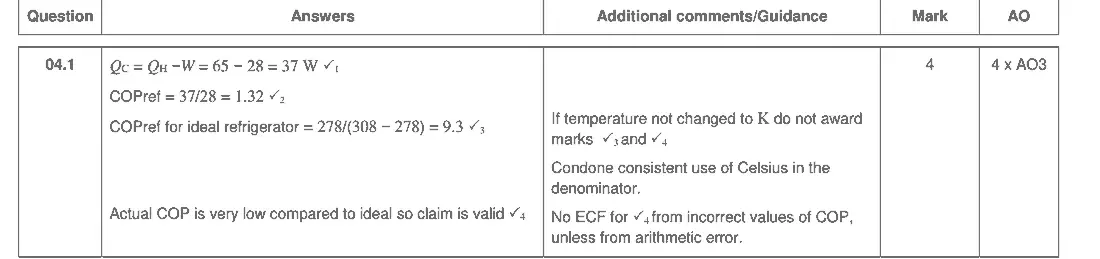 Question Answers Additional comments/Guidance Mark AO
04.1 QC = QH −W = 65 − 28 = 37 W ✓1 4 4 x AO3
COPref = 37/28 = 1.32 ✓2
COPref for ideal refrigerator = 278/(308 − 278) = 9.3 ✓3
If temperature not changed to K do not award
marks ✓3 and ✓4
Condone consistent use of Celsius in the
denominator.
Actual COP is very low compared to ideal so claim is valid ✓4
No ECF for ✓4 from incorrect values of COP,
unless from arithmetic error.